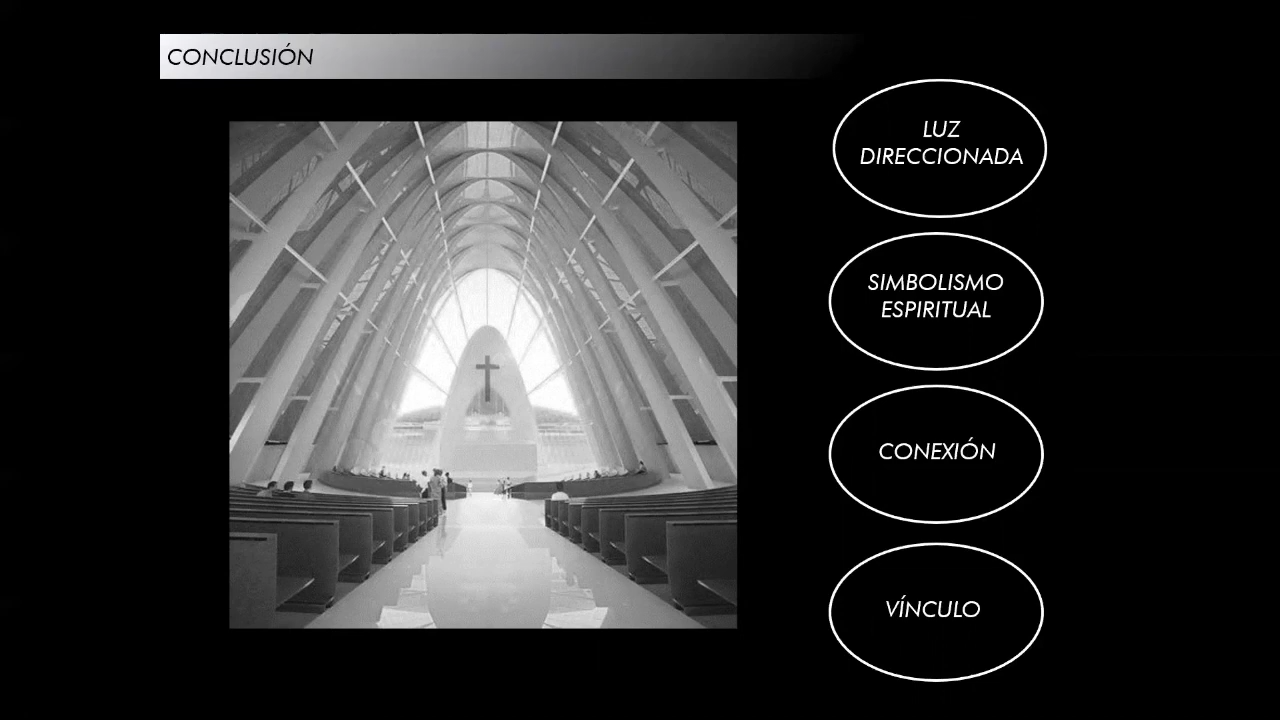 CONCLUSIÓN
LUZ
DIRECCIONADA
SIMBOLISMO
ESPIRITUAL
CONEXIÓN
VÍNCULO